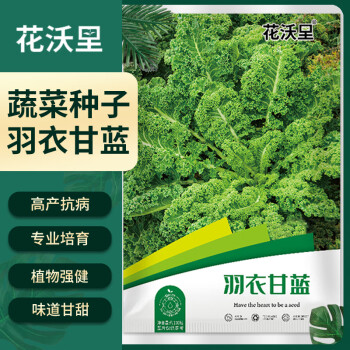 花沃里
蔬菜种子
羽衣甘蓝
高产抗病
专业培育
植物强健
味道甘甜
花沃里
羽衣甘蓝
Have the heart to be a seed